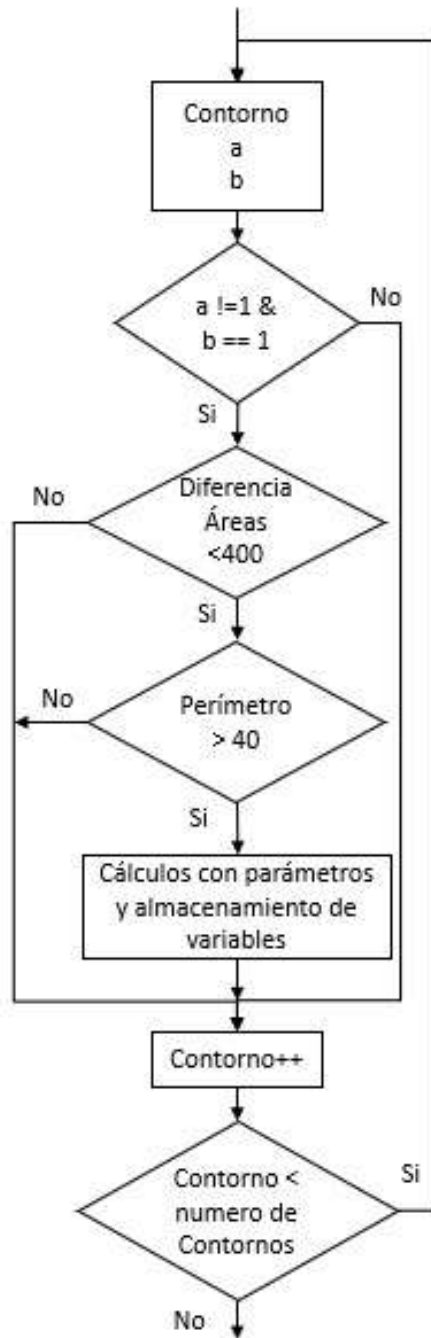 Contorno
a
b
a !=1 &
b == 1
No
Si
Diferencia
Áreas
<400
No
Si
Perímetro
> 40
No
Si
Cálculos con parámetros
y almacenamiento de
variables
Contorno++
Contorno <
numero de
Contornos
Si
No